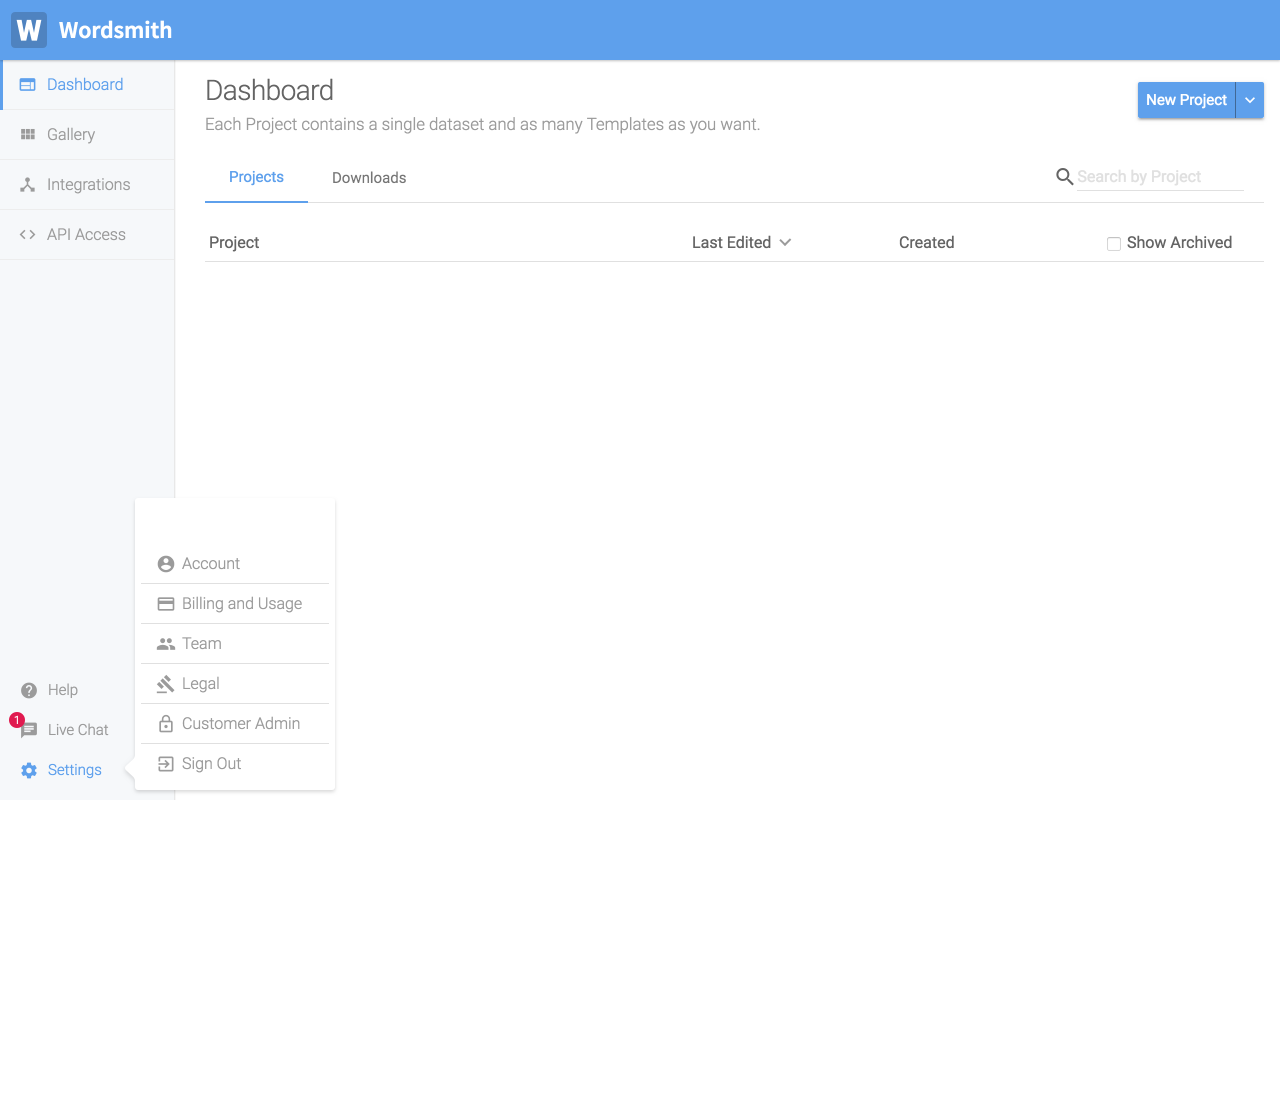 W Wordsmith
Dashboard
Gallery
Integrations
API Access
Dashboard
Each Project contains a single dataset and as many Templates as you want.
New Project
Projects
Downloads
Search by Project
Project
Last Edited
Created
Show Archived
Account
Billing and Usage
Team
Legal
Customer Admin
Sign Out
Help
1
Live Chat
Settings